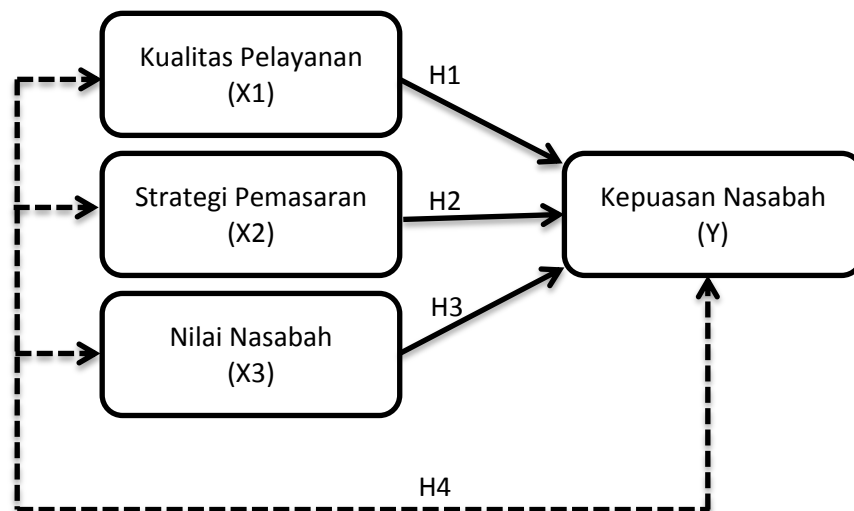 Kualitas Pelayanan
(X1)
H1
Strategi Pemasaran
(X2)
H2
Kepuasan Nasabah
(Y)
Nilai Nasabah
(X3)
H3
H4